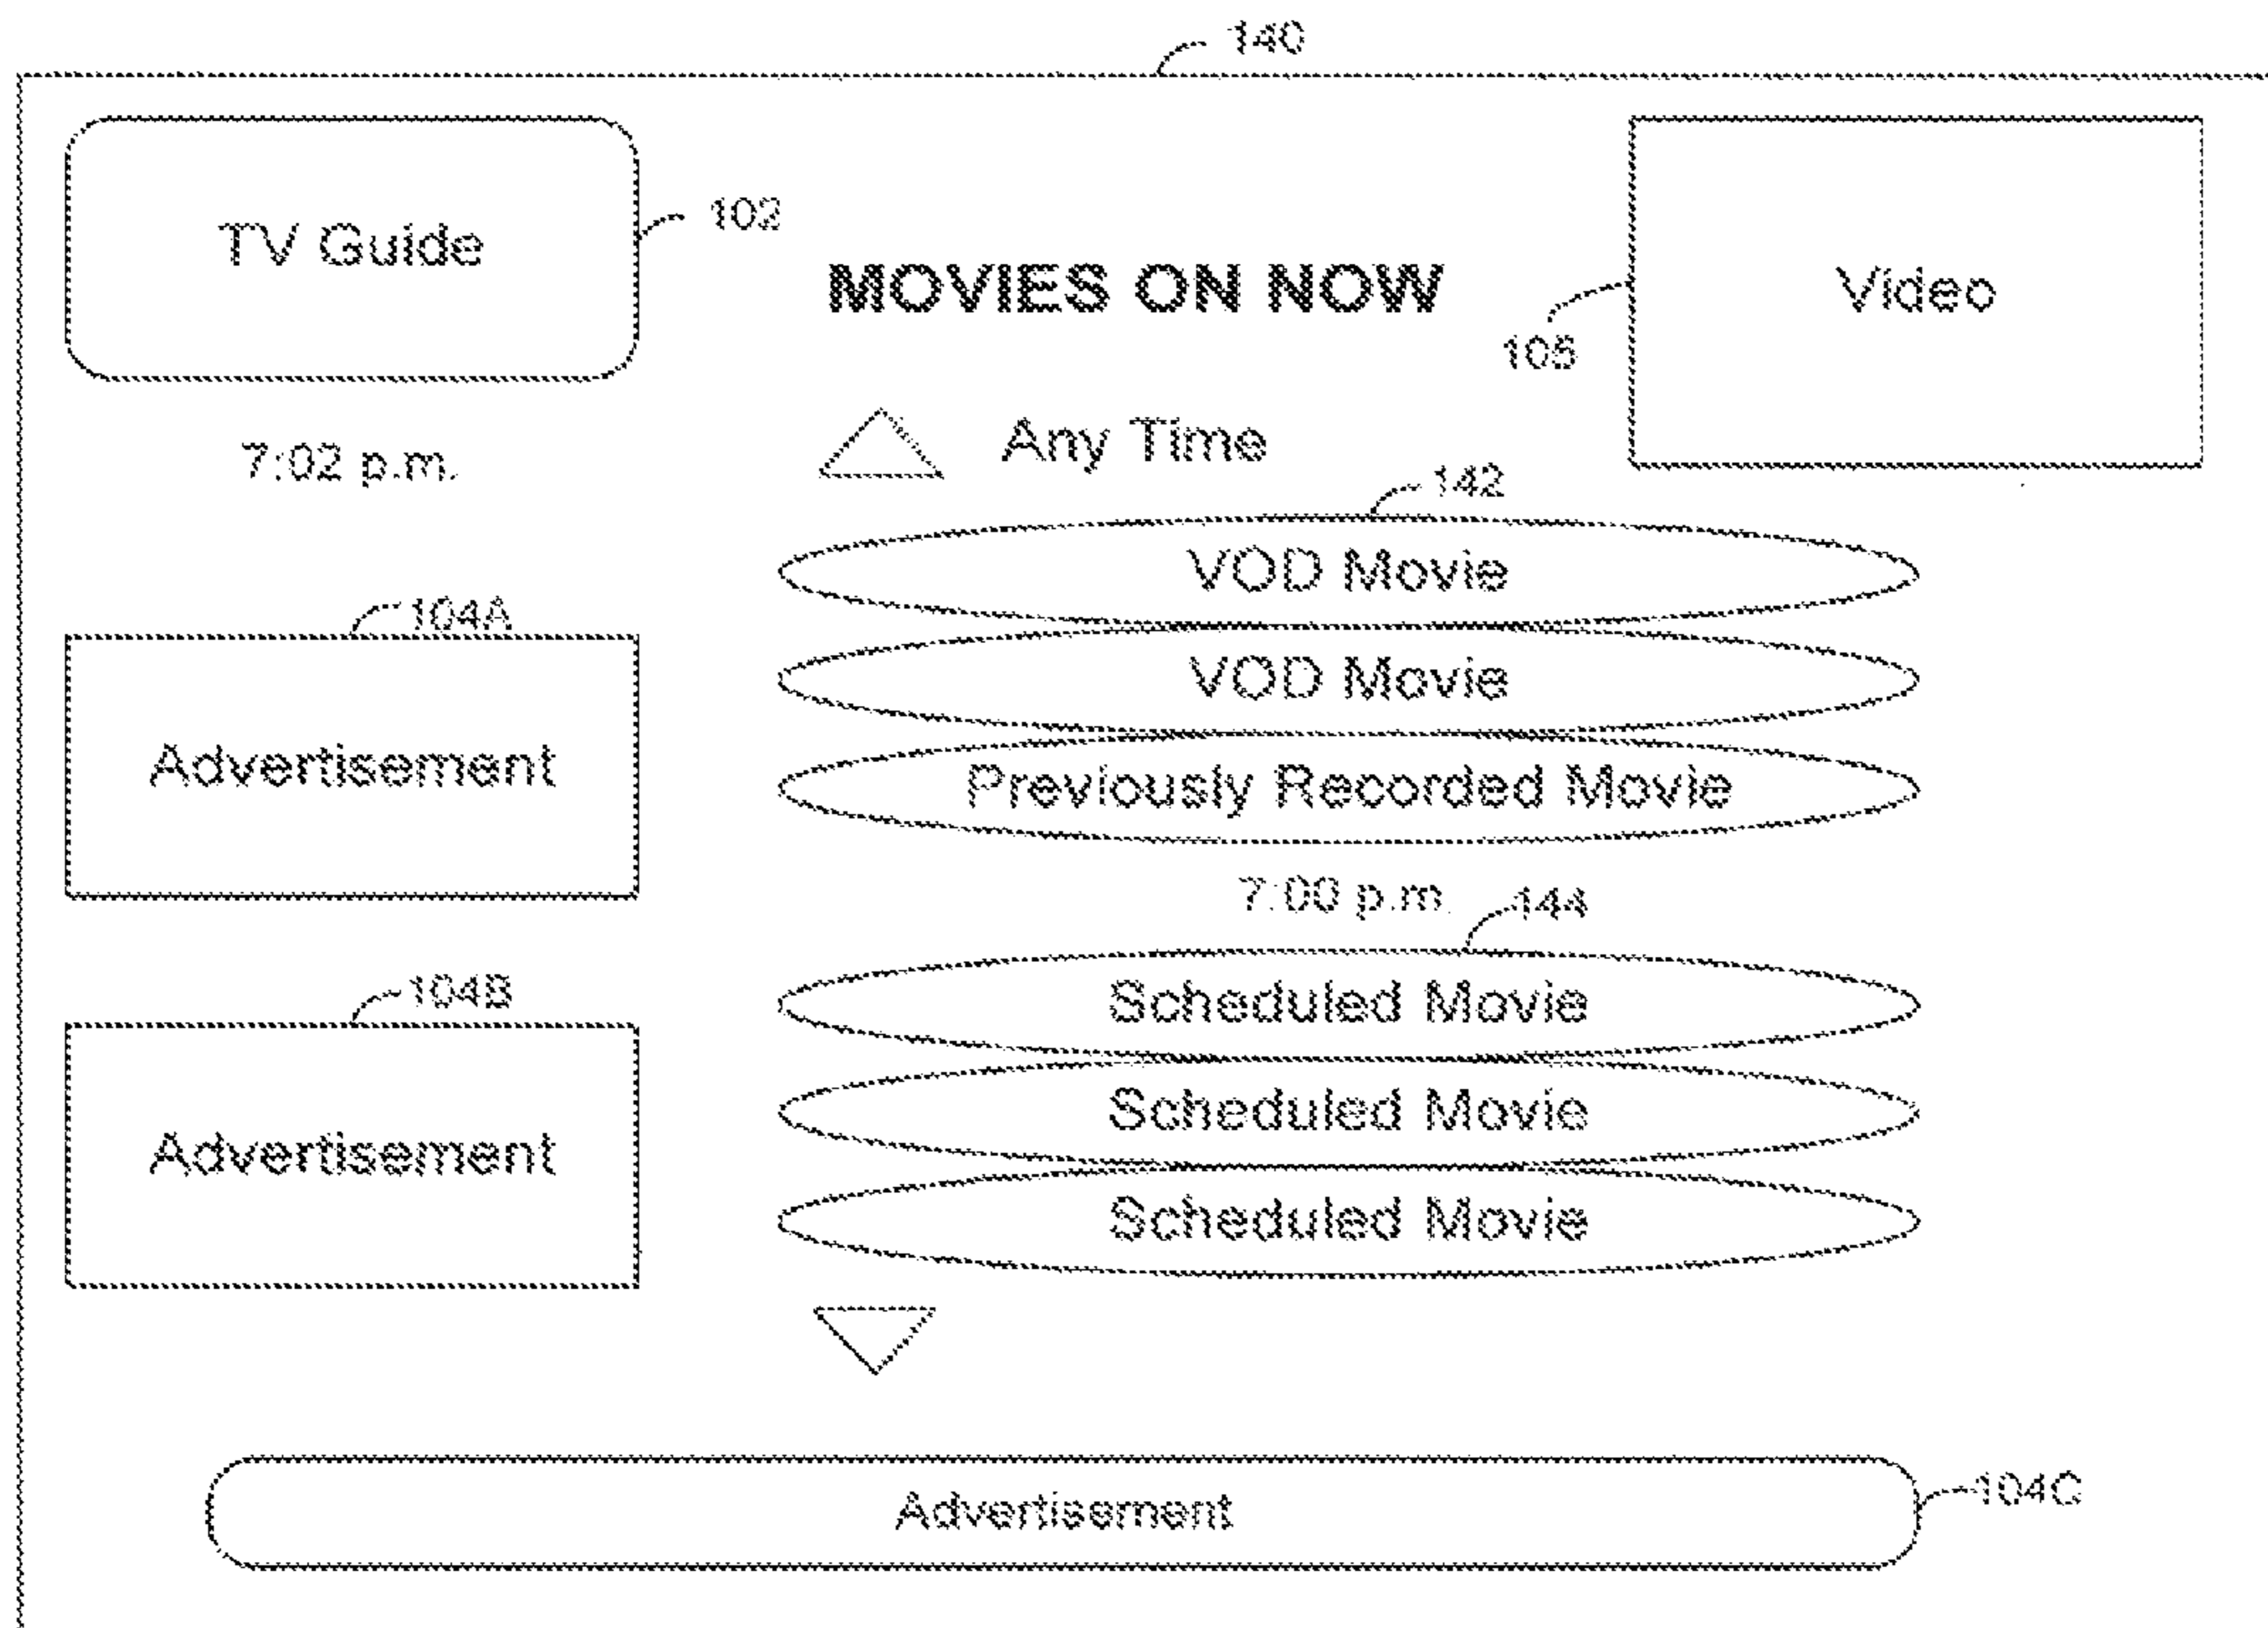 140
TV Guide
102
MOVIES ON NOW
Video
7:02 p.m.
Any Time
142
VOD Movie
104A
VOD Movie
Advertisement
Previously Recorded Movie
7:00 p.m.
144
104B
Scheduled Movie
Scheduled Movie
Advertisement
Scheduled Movie
Advertisement
104C